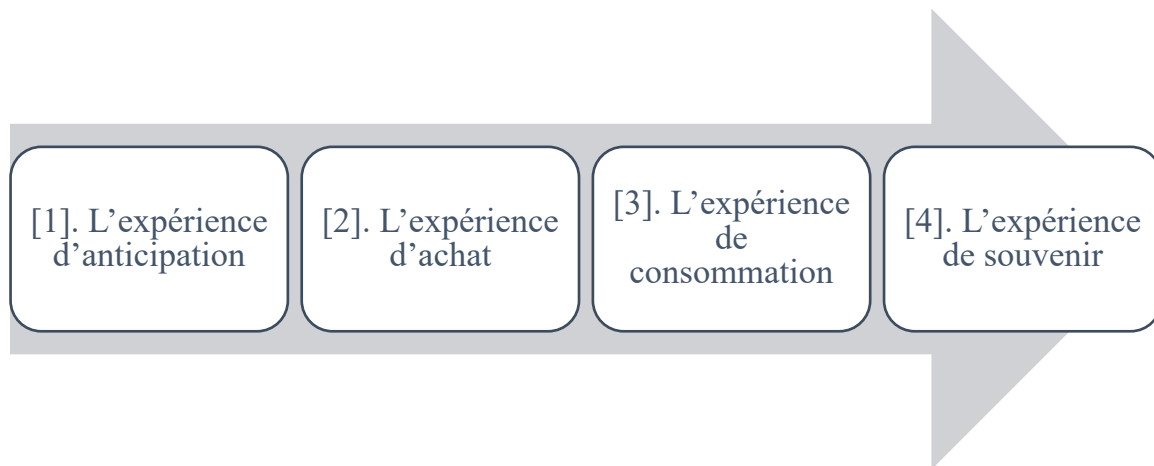 [1]. L’expérience
d’anticipation
[2]. L’expérience
d’achat
[3]. L’expérience
de
consommation
[4]. L’expérience
de souvenir